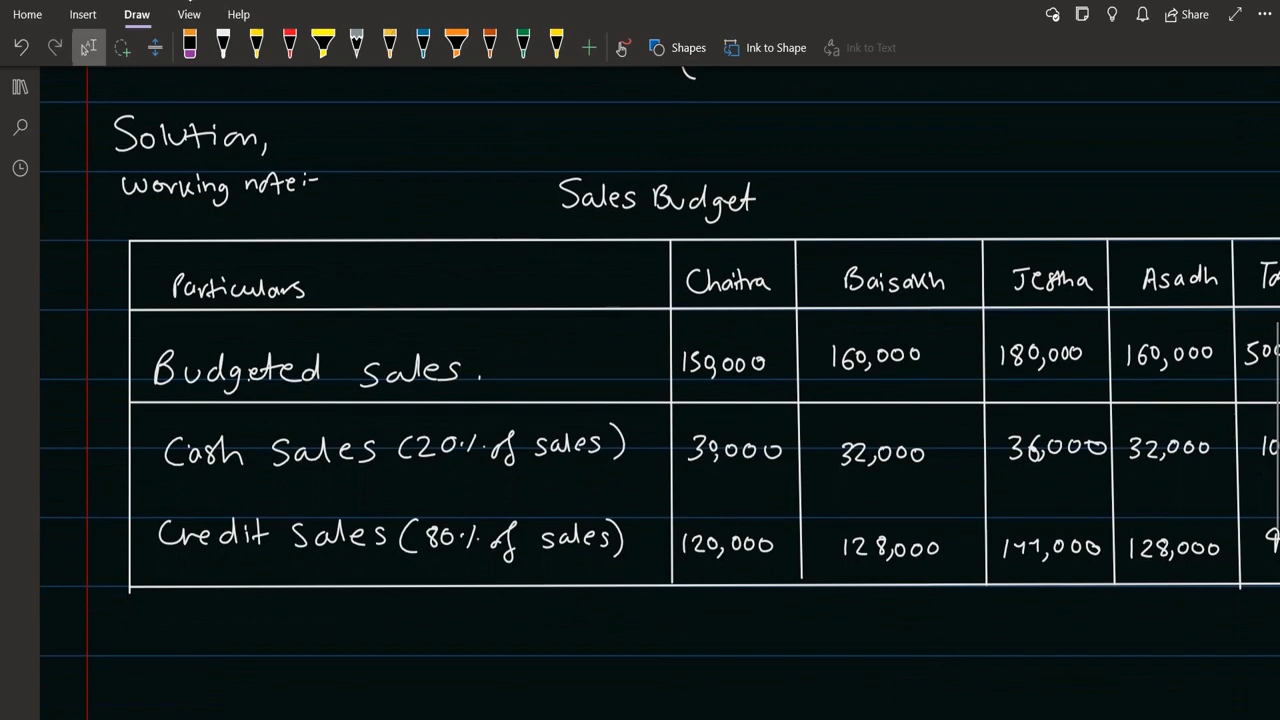 Home Insert Draw View Help Share
Shapes Ink to Shape Ink to Text
Solution,
Working note:-
Sales Budget
Particulars Chaitra Baisakh Jestha Asadh To
Budgeted sales. 150,000 160,000 180,000 160,000 500
Cash Sales (20% of sales) 30,000 32,000 36,000 32,000 10
Credit Sales (80% of sales) 120,000 128,000 144,000 128,000